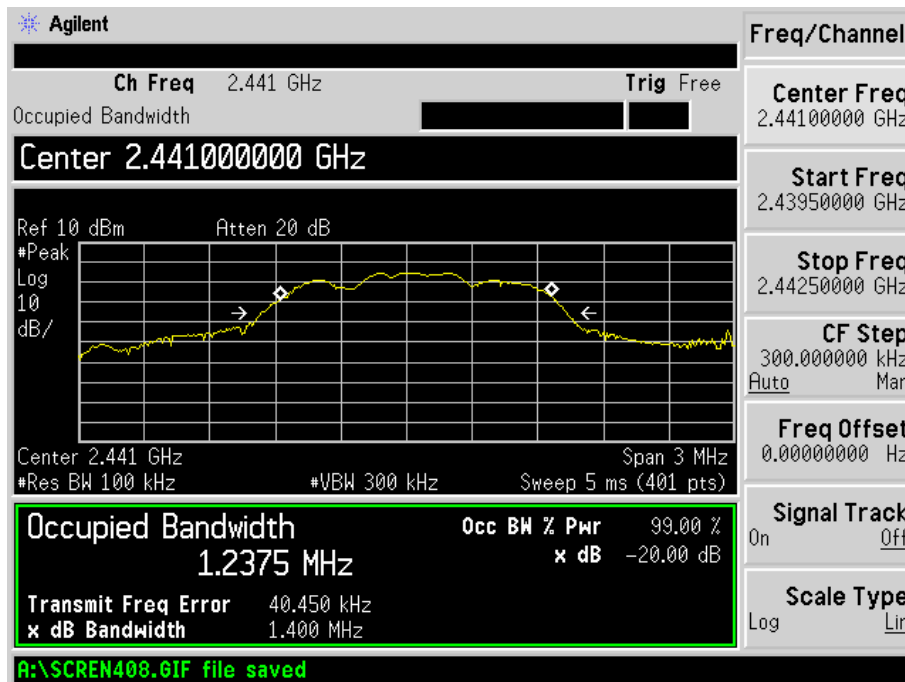 Agilent
Freq/Channel
Ch Freq 2.441 GHz Trig Free
Occupied Bandwidth
Center 2.441000000 GHz
Ref 10 dBm Atten 20 dB
#Peak
Log
10
dB/
Center 2.441 GHz Span 3 MHz
#Res BW 100 kHz #VBW 300 kHz Sweep 5 ms (401 pts)
Occupied Bandwidth
1.2375 MHz
Occ BW % Pwr 99.00 %
x dB -20.00 dB
Transmit Freq Error 40.450 kHz
x dB Bandwidth 1.400 MHz
A:\SCREN408.GIF file saved
Center Freq
2.44100000 GHz
Start Freq
2.43950000 GHz
Stop Freq
2.44250000 GHz
CF Step
300.000000 kHz
Auto Man
Freq Offset
0.00000000 Hz
Signal Track
On Off
Scale Type
Log Lin